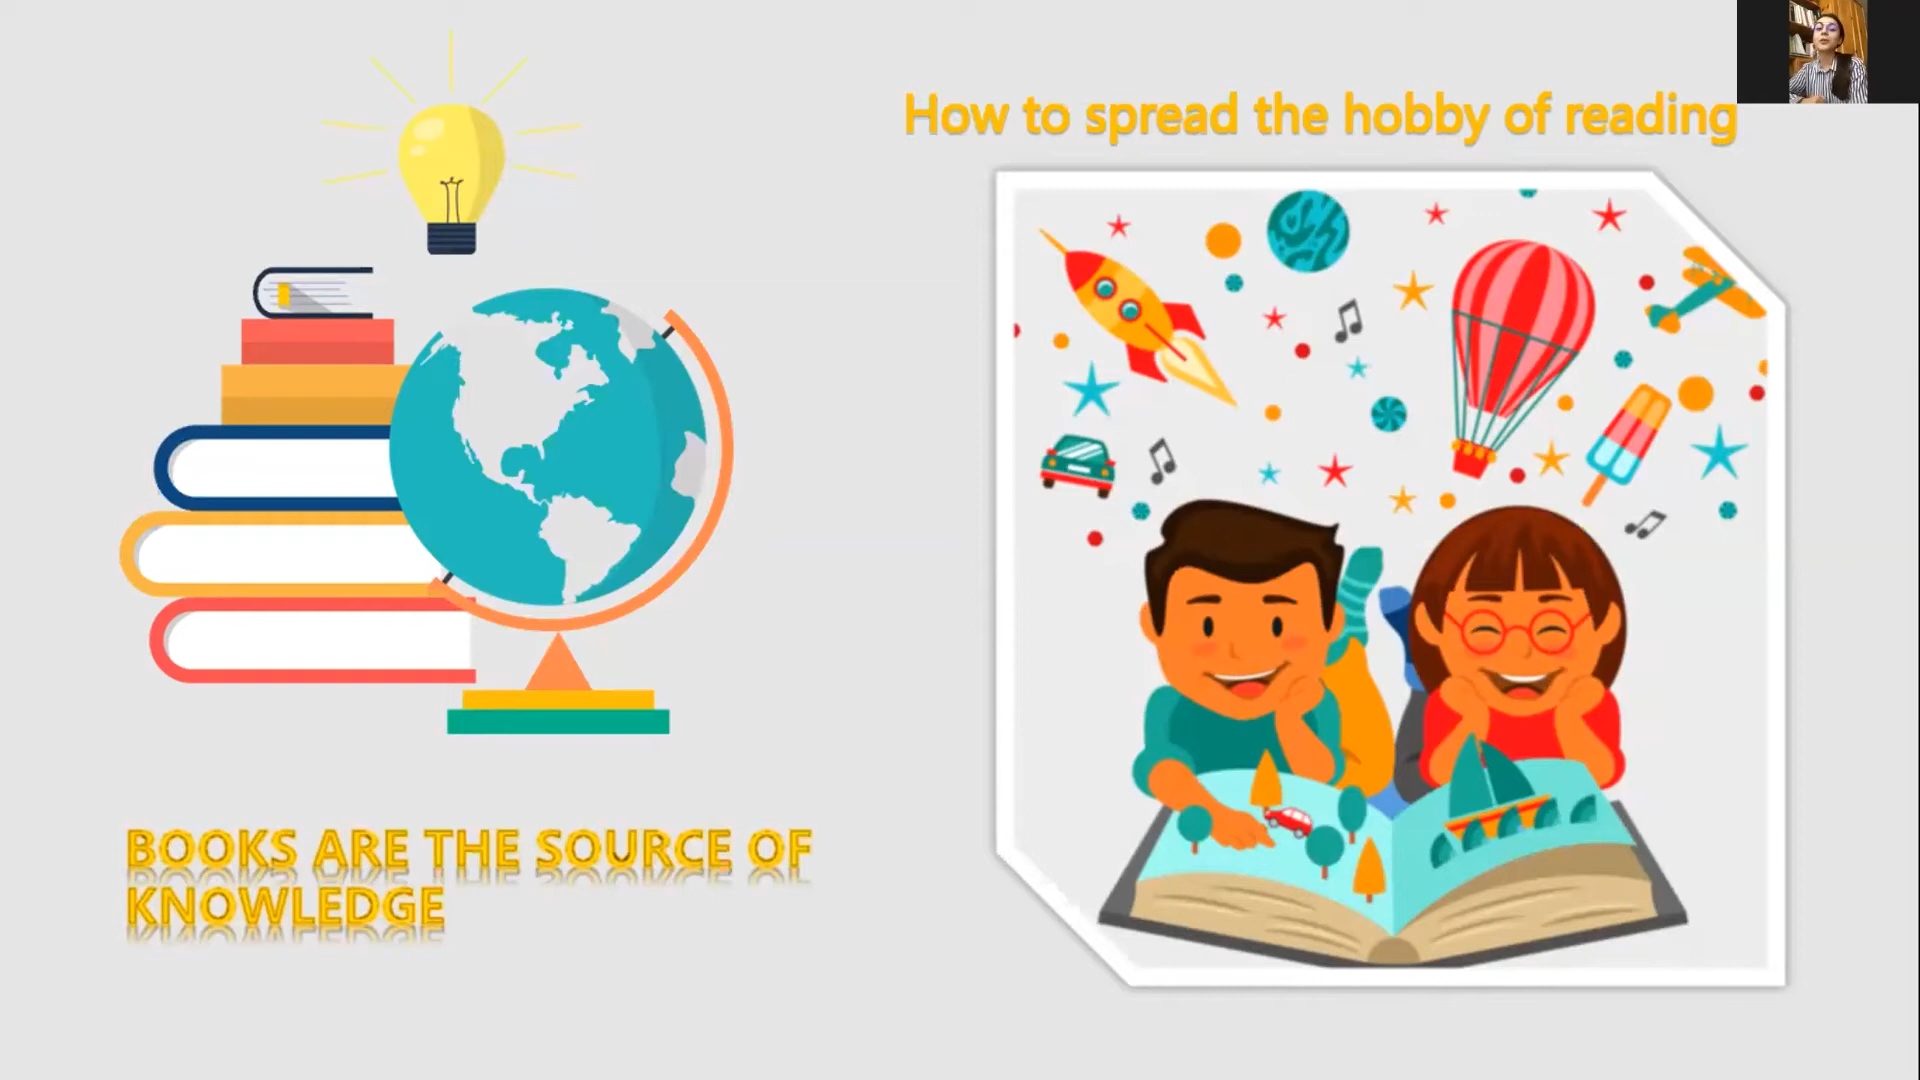 How to spread the hobby of reading
BOOKS ARE THE SOURCE OF
KNOWLEDGE